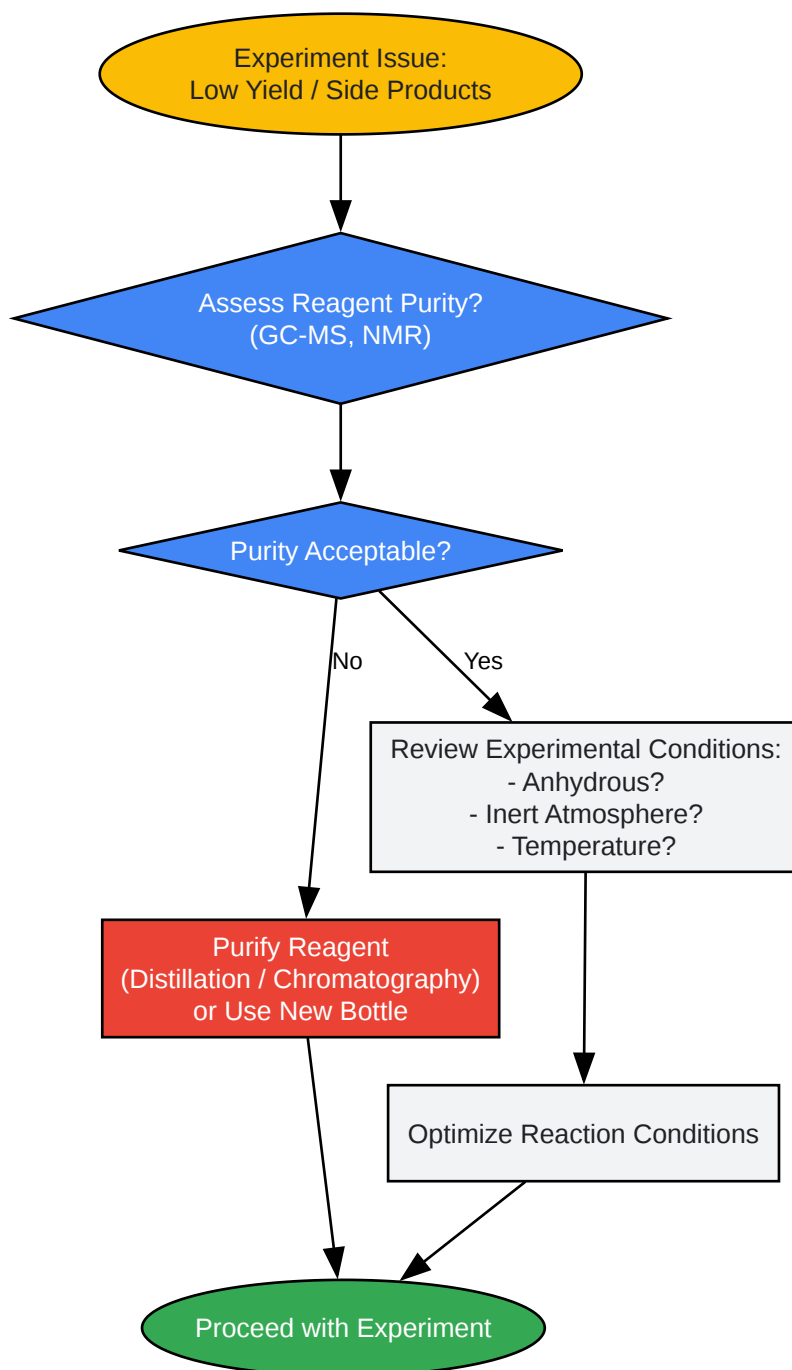 Experiment Issue:
Low Yield / Side Products
Assess Reagent Purity?
(GC-MS, NMR)
Purity Acceptable?
No
Yes
Review Experimental Conditions:
- Anhydrous?
- Inert Atmosphere?
- Temperature?
Purify Reagent
(Distillation / Chromatography)
or Use New Bottle
Optimize Reaction Conditions
Proceed with Experiment